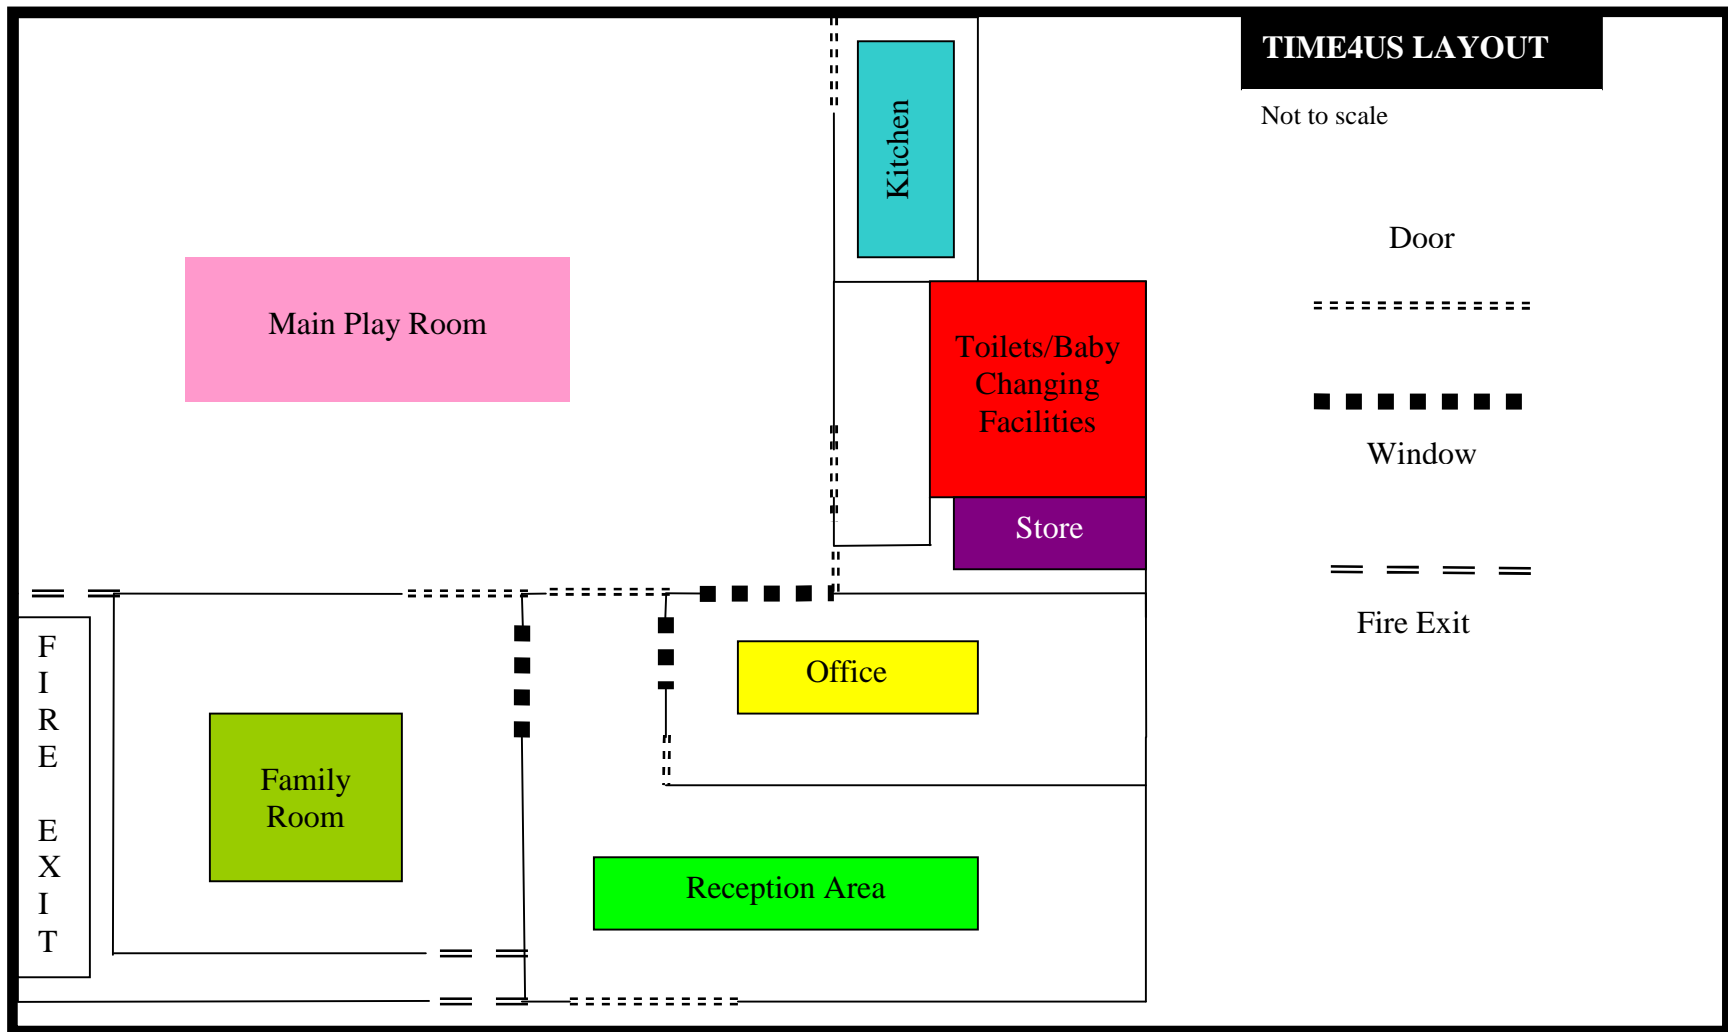 TIME4US LAYOUT
Not to scale
Kitchen
Door
Main Play Room
Toilets/Baby
Changing
Facilities
Window
Store
Fire Exit
F
I
R
E
E
X
I
T
Office
Family
Room
Reception Area